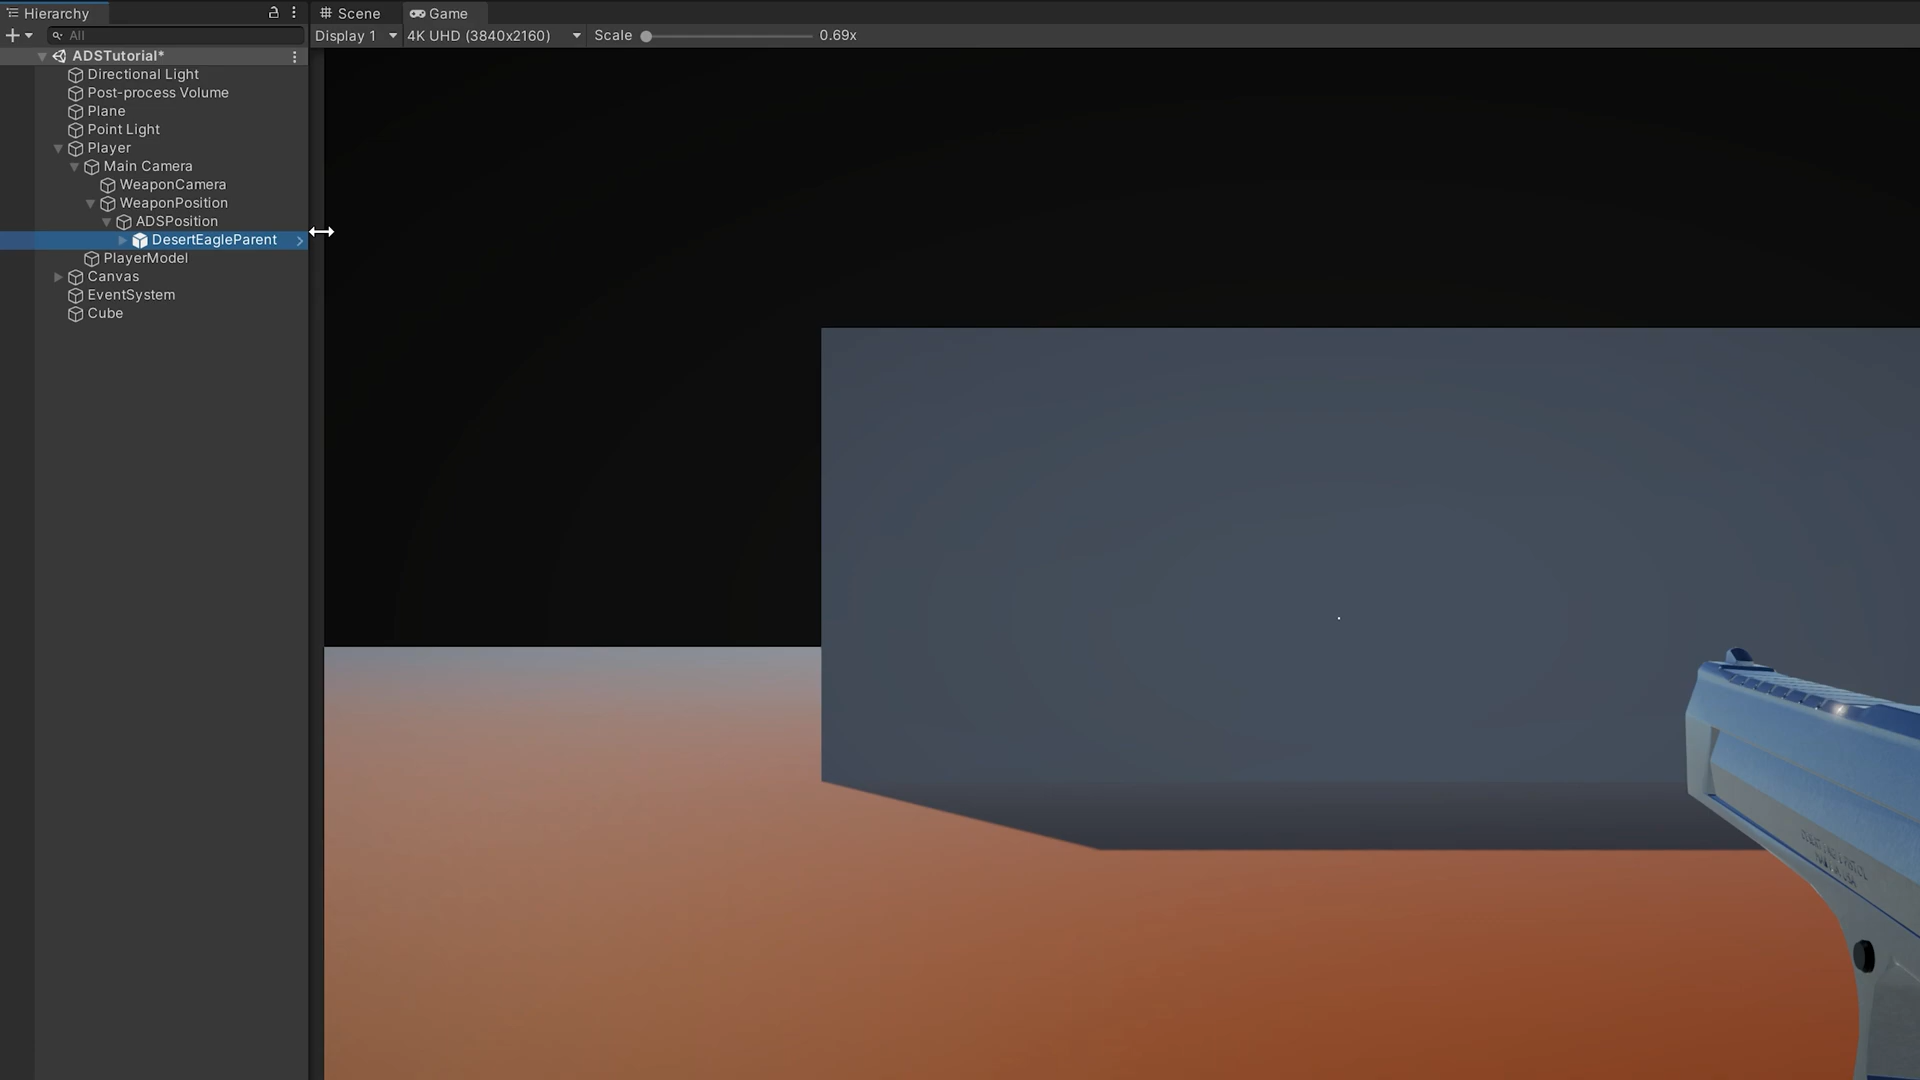 Hierarchy
All
ADSTutorial*
Directional Light
Post-process Volume
Plane
Point Light
Player
Main Camera
WeaponCamera
WeaponPosition
ADSPosition
DesertEagleParent
PlayerModel
Canvas
EventSystem
Cube
Scene
Game
Display 1
4K UHD (3840x2160)
Scale
0.69x